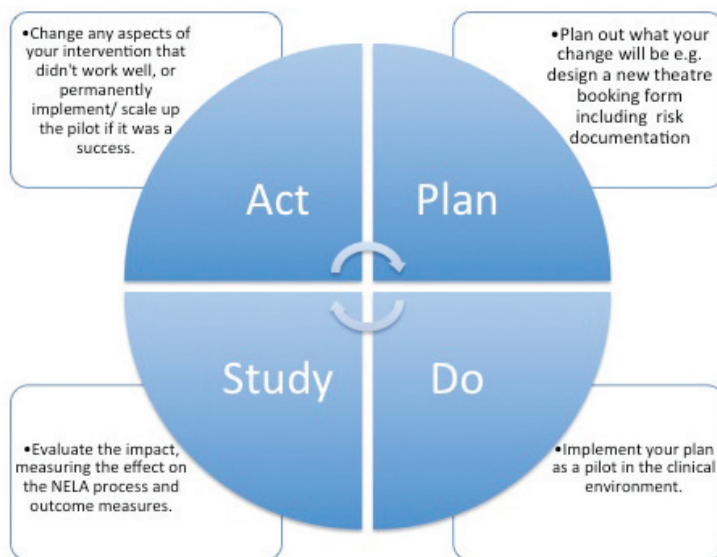 •Change any aspects of
your intervention that
didn't work well, or
permanently
implement/ scale up
the pilot if it was a
success.
•Plan out what your
change will be e.g.
design a new theatre
booking form
including risk
documentation
Act
Plan
Study
Do
•Evaluate the impact,
measuring the effect on
the NELA process and
outcome measures.
•Implement your plan
as a pilot in the clinical
environment.